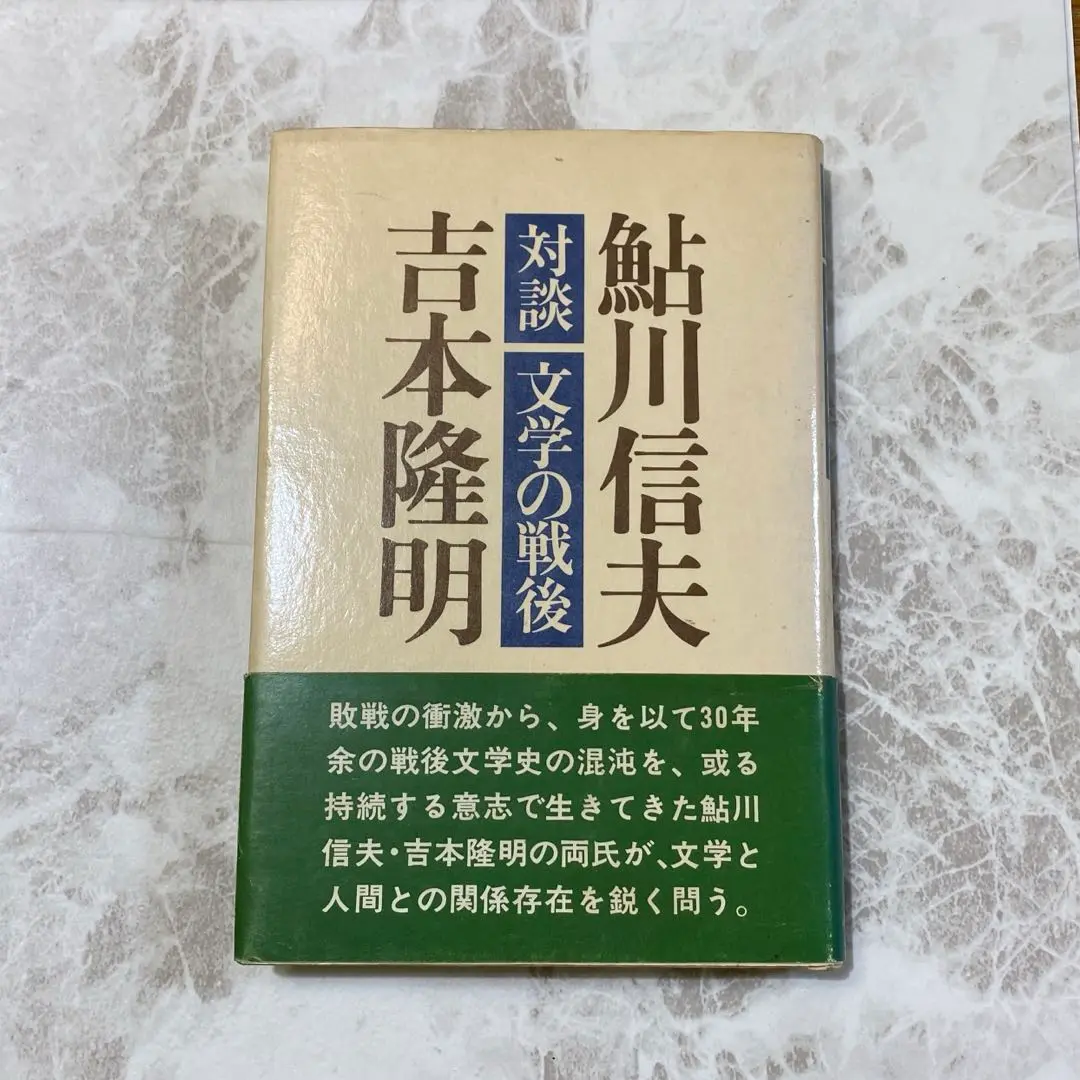 鮎川信夫
対談
文学の戦後
吉本隆明
敗戦の衝激から、身を以て30年
余の戦後文学史の混沌を、或る
持続する意志で生きてきた鮎川
信夫・吉本隆明の両氏が、文学と
人間との関係存在を鋭く問う。